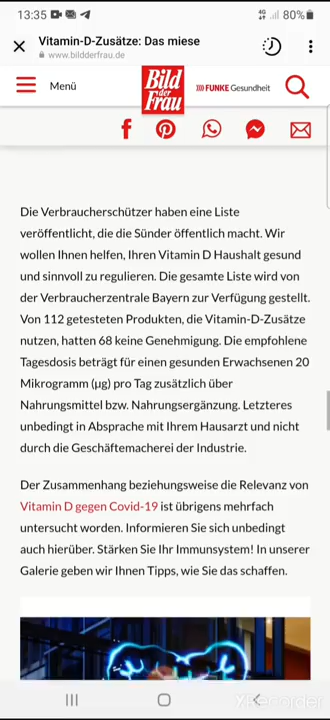 13:35
4G
80%
Vitamin-D-Zusätze: Das miese
www.bildderfrau.de
Menü
Bild der Frau
FUNKE Gesundheit
Die Verbraucherschützer haben eine Liste
veröffentlicht, die die Sünder öffentlich macht. Wir
wollen Ihnen helfen, Ihren Vitamin D Haushalt gesund
und sinnvoll zu regulieren. Die gesamte Liste wird von
der Verbraucherzentrale Bayern zur Verfügung gestellt.
Von 112 getesteten Produkten, die Vitamin-D-Zusätze
nutzen, hatten 68 keine Genehmigung. Die empfohlene
Tagesdosis beträgt für einen gesunden Erwachsenen 20
Mikrogramm (µg) pro Tag zusätzlich über
Nahrungsmittel bzw. Nahrungsergänzung. Letzteres
unbedingt in Absprache mit Ihrem Hausarzt und nicht
durch die Geschäftemacherei der Industrie.
Der Zusammenhang beziehungsweise die Relevanz von
Vitamin D gegen Covid-19 ist übrigens mehrfach
untersucht worden. Informieren Sie sich unbedingt
auch hierüber. Stärken Sie Ihr Immunsystem! In unserer
Galerie geben wir Ihnen Tipps, wie Sie das schaffen.
XRecorder